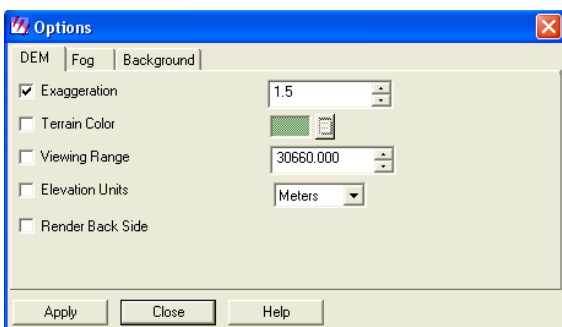 Options
DEM Fog Background
Exaggeration 1.5
Terrain Color
Viewing Range 30660.000
Elevation Units Meters
Render Back Side
Apply Close Help